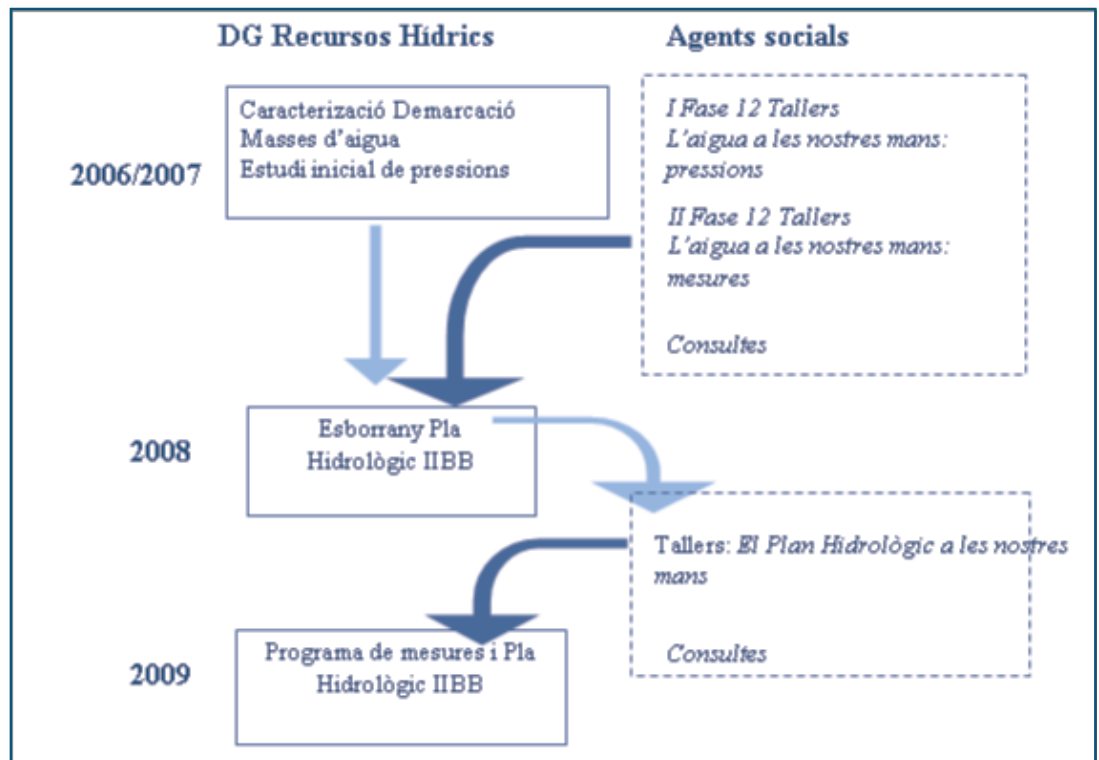 DG Recursos Hídrics
Agents socials
2006/2007
Caracterizació Demarcació
Masses d'aigua
Estudi inicial de pressions
I Fase 12 Tallers
L'aigua a les nostres mans:
pressions
II Fase 12 Tallers
L'aigua a les nostres mans:
mesures
Consultes
2008
Esborrany Pla
Hidrològic IIBB
Tallers: El Plan Hidrològic a les nostres
mans
Consultes
2009
Programa de mesures i Pla
Hidrològic IIBB